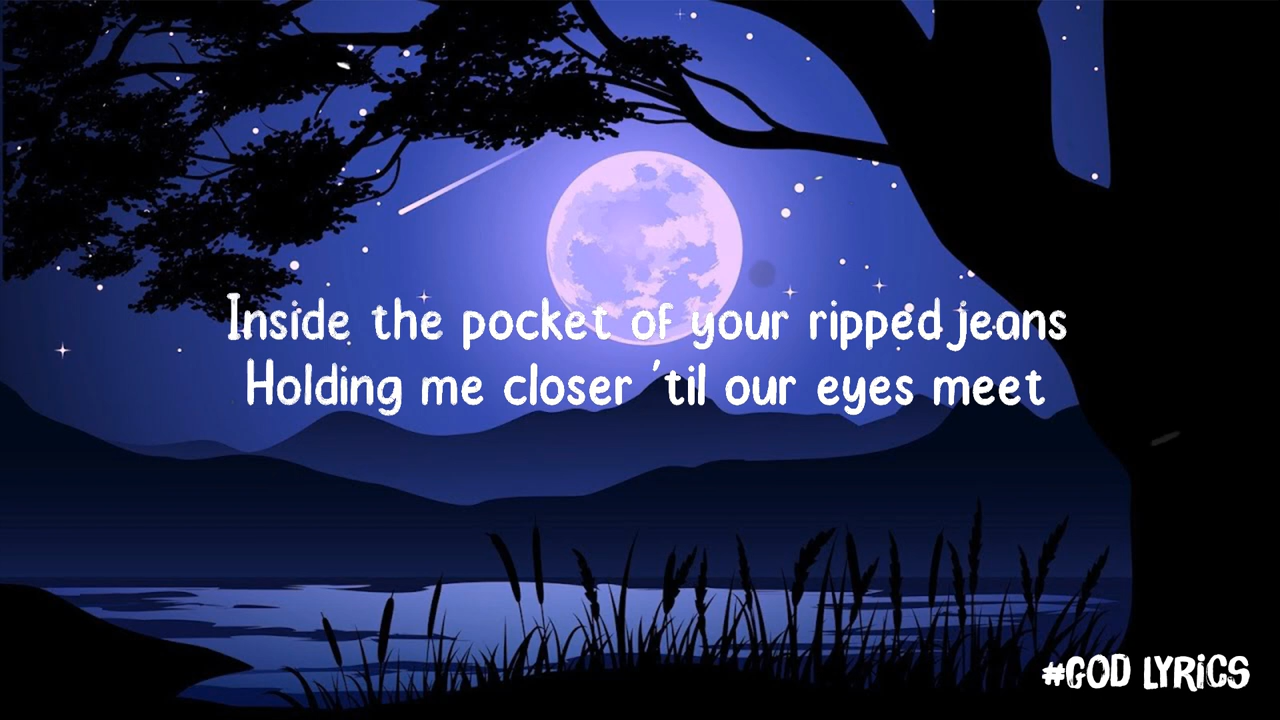 Inside the pocket of your ripped jeans
Holding me closer 'til our eyes meet
#GOD LYRiCS